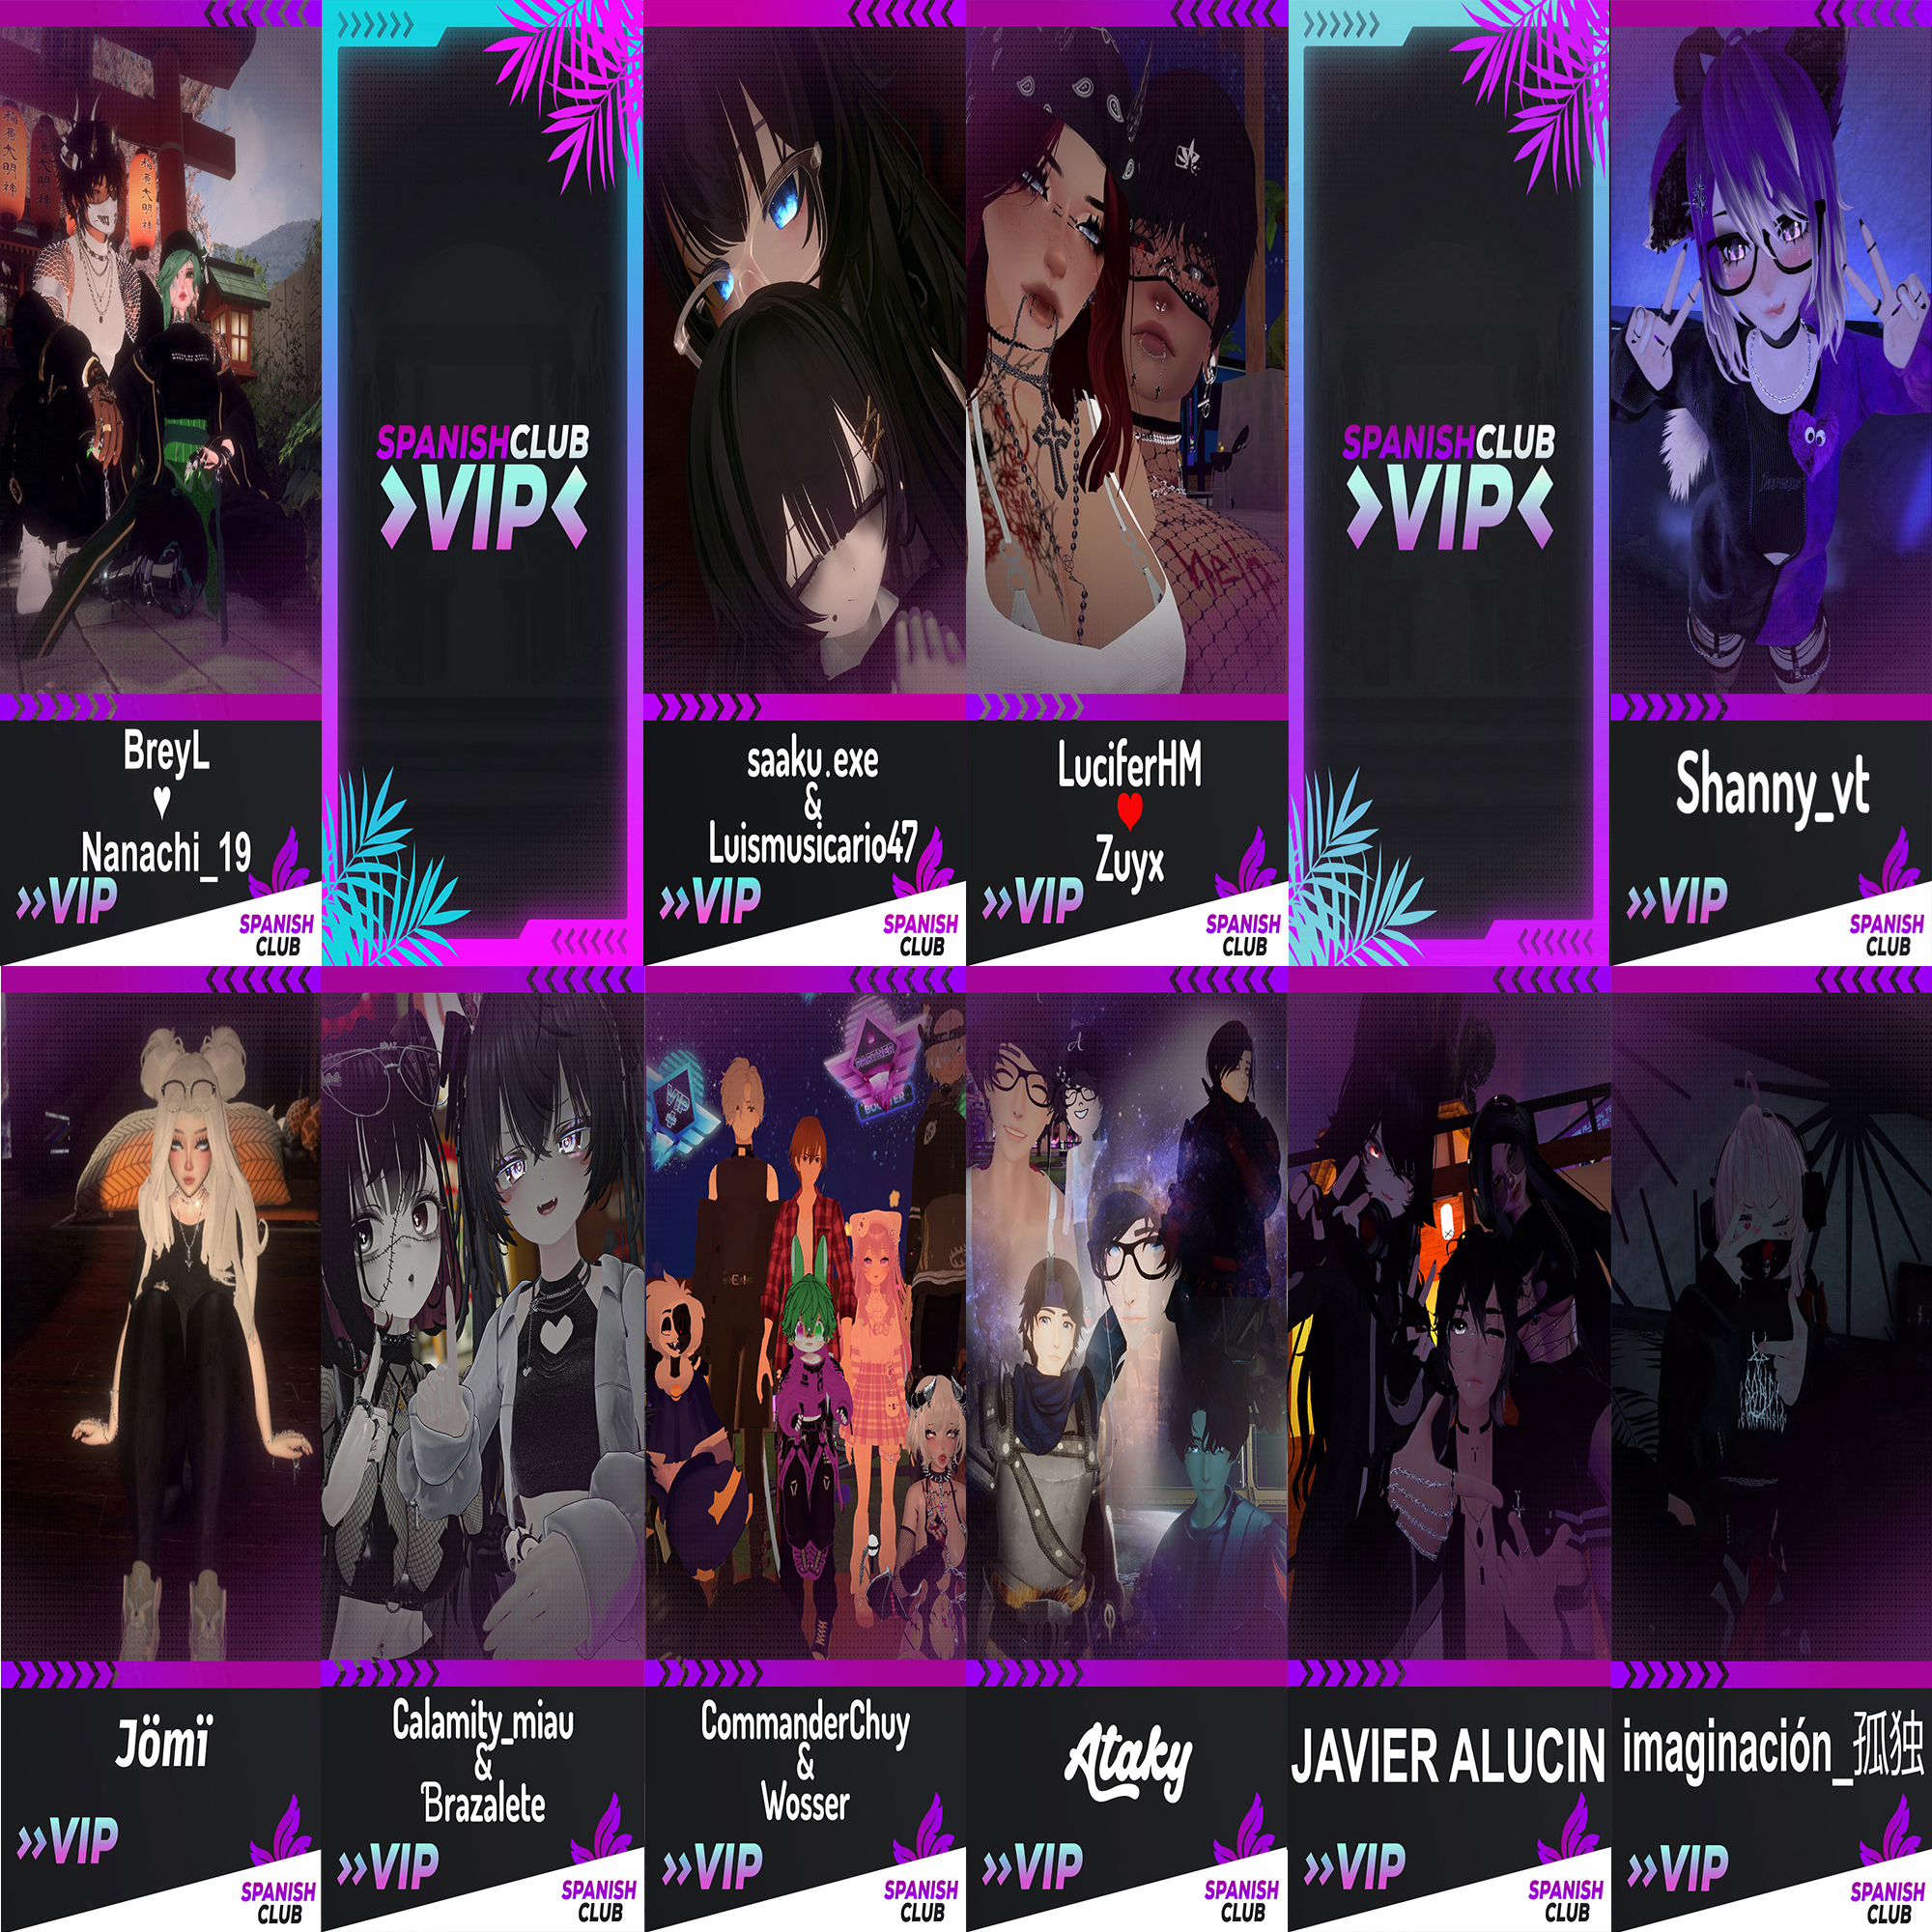 BreyL
♥
Nanachi_19
VIP
SPANISH
CLUB
SPANISHCLUB
VIP
saaku.exe
&
Luismusicario47
VIP
SPANISH
CLUB
LuciferHM
♥
Zuyx
VIP
SPANISH
CLUB
SPANISHCLUB
VIP
Shanny_vt
VIP
SPANISH
CLUB
Jömï
VIP
SPANISH
CLUB
Calamity_miau
&
Brazalete
VIP
SPANISH
CLUB
VIP
PARTNER
CommanderChuy
&
Wosser
VIP
SPANISH
CLUB
Ataky
VIP
SPANISH
CLUB
JAVIER ALUCIN
VIP
SPANISH
CLUB
imaginación_孤独
VIP
SPANISH
CLUB